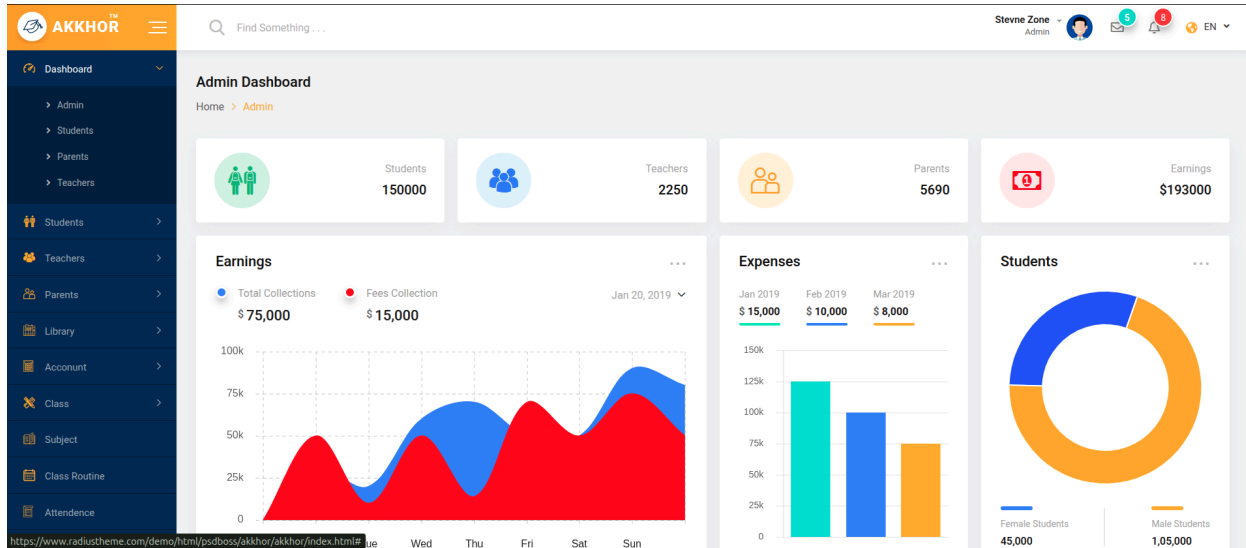 AKKHOR™
Find Something . . .
Stevne Zone
Admin
5
8
EN
Dashboard
Admin
Students
Parents
Teachers
Students
Teachers
Parents
Library
Acconunt
Class
Subject
Class Routine
Attendence
https://www.radiustheme.com/demo/html/psdboss/akkhor/akkhor/index.html#
Admin Dashboard
Home > Admin
Students
150000
Teachers
2250
Parents
5690
Earnings
$193000
Earnings
Total Collections
$ 75,000
Fees Collection
$ 15,000
Jan 20, 2019
100k
75k
50k
25k
0
ue Wed Thu Fri Sat Sun
Expenses
Jan 2019
$ 15,000
Feb 2019
$ 10,000
Mar 2019
$ 8,000
150k
125k
100k
75k
50k
25k
0
Students
Female Students
45,000
Male Students
1,05,000